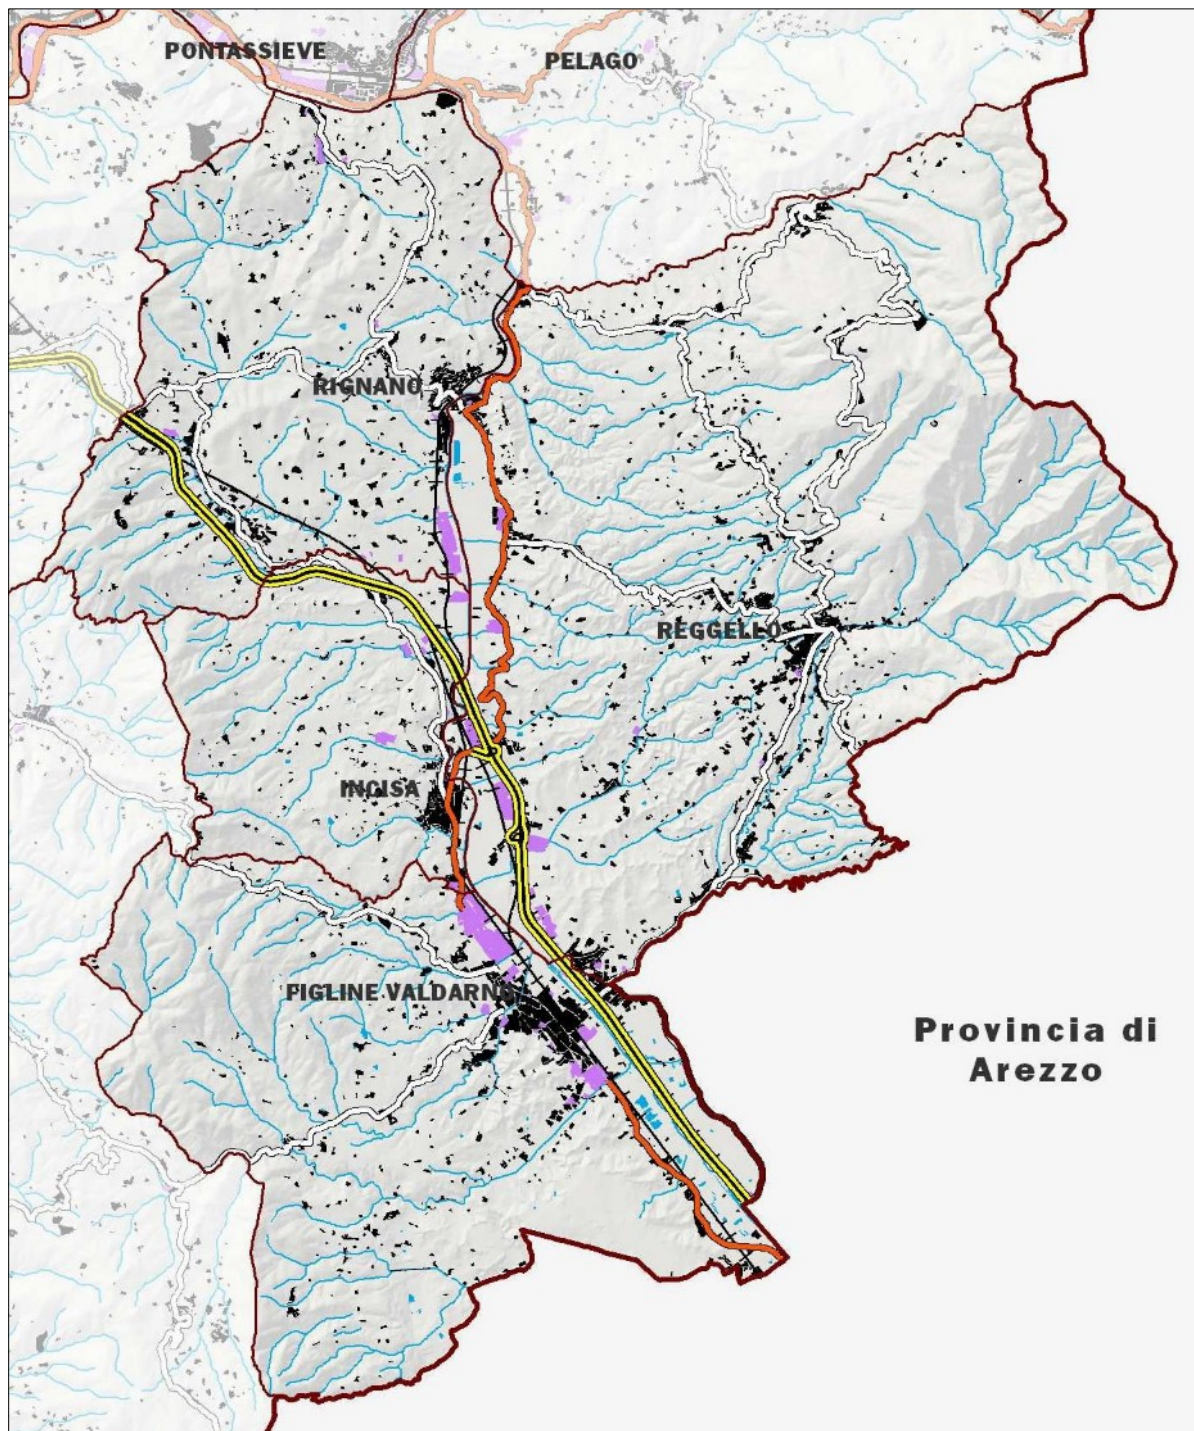 PONTASSIEVE
PELAGO
RIGNANO
REGGELLO
INCISA
FIGLINE VALDARNO
Provincia di
Arezzo